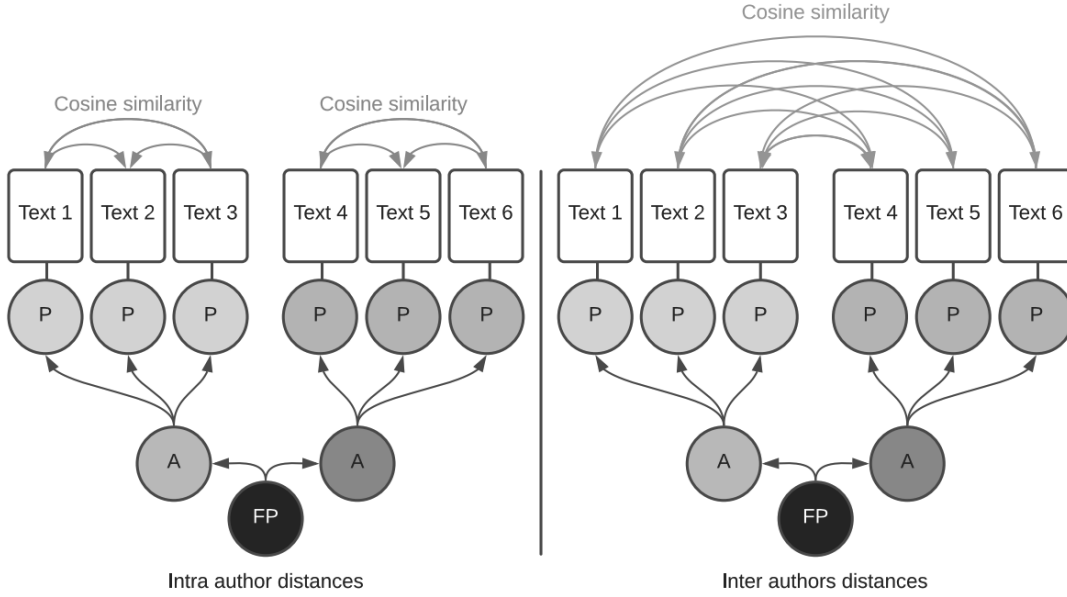 Cosine similarity
Cosine similarity Cosine similarity
Text 1 Text 2 Text 3 Text 4 Text 5 Text 6 Text 1 Text 2 Text 3 Text 4 Text 5 Text 6
P P P P P P P P P P P P
A A A A
FP FP
Intra author distances Inter authors distances